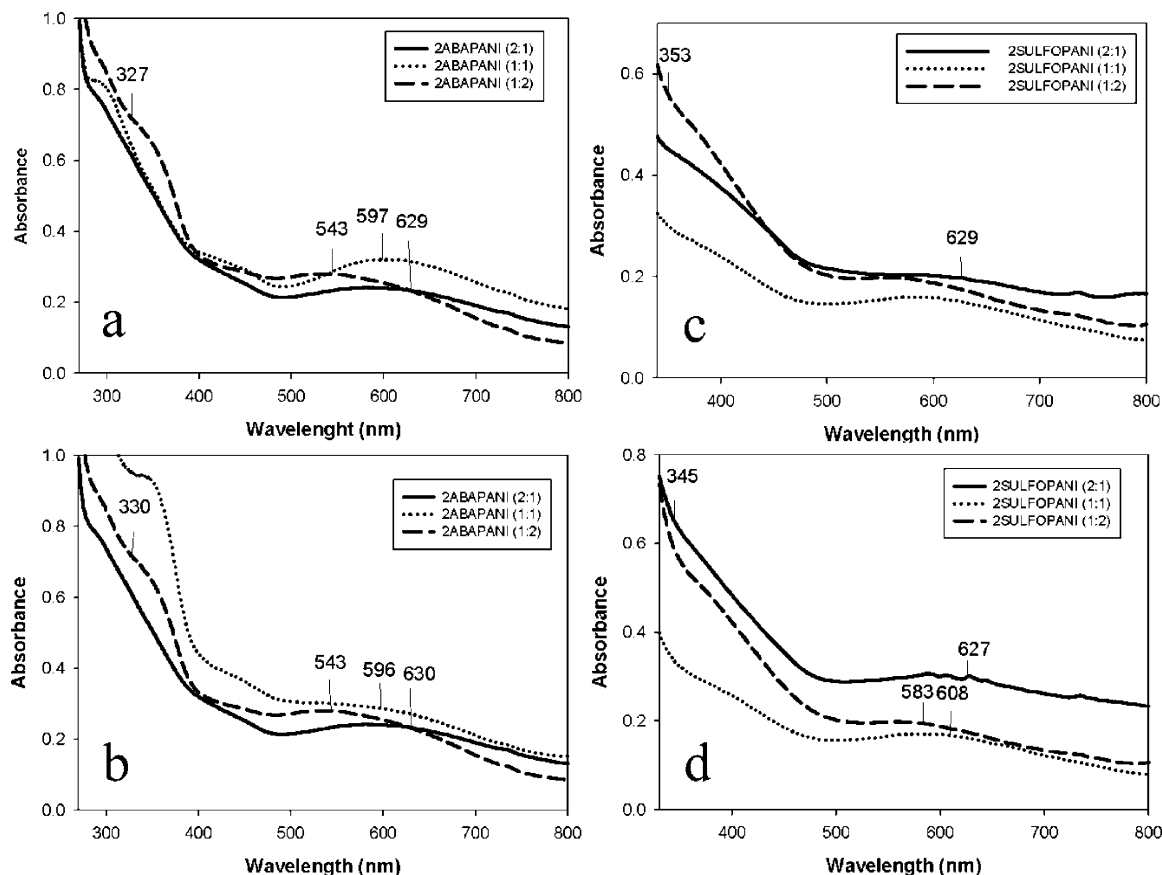 1.0
0.8
0.6
0.4
0.2
0.0
Absorbance
327
543
597
629
2ABAPANI (2:1)
2ABAPANI (1:1)
2ABAPANI (1:2)
a
300 400 500 600 700 800
Wavelenght (nm)
0.6
0.4
0.2
0.0
Absorbance
353
629
2SULFOPANI (2:1)
2SULFOPANI (1:1)
2SULFOPANI (1:2)
c
400 500 600 700 800
Wavelength (nm)
1.0
0.8
0.6
0.4
0.2
0.0
Absorbance
330
543
596
630
2ABAPANI (2:1)
2ABAPANI (1:1)
2ABAPANI (1:2)
b
300 400 500 600 700 800
Wavelength (nm)
0.8
0.6
0.4
0.2
0.0
Absorbance
345
583
608
627
2SULFOPANI (2:1)
2SULFOPANI (1:1)
2SULFOPANI (1:2)
d
400 500 600 700 800
Wavelength (nm)